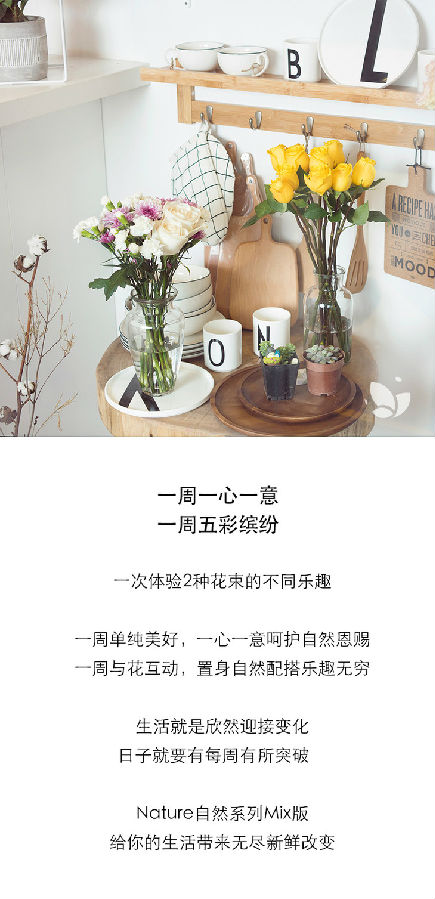 B
L
A RECIPE HAS
MOOD
O
N
A
一周一心一意
一周五彩缤纷
一次体验2种花束的不同乐趣
一周单纯美好，一心一意呵护自然恩赐
一周与花互动，置身自然配搭乐趣无穷
生活就是欣然迎接变化
日子就要有每周有所突破
Nature自然系列Mix版
给你的生活带来无尽新鲜改变